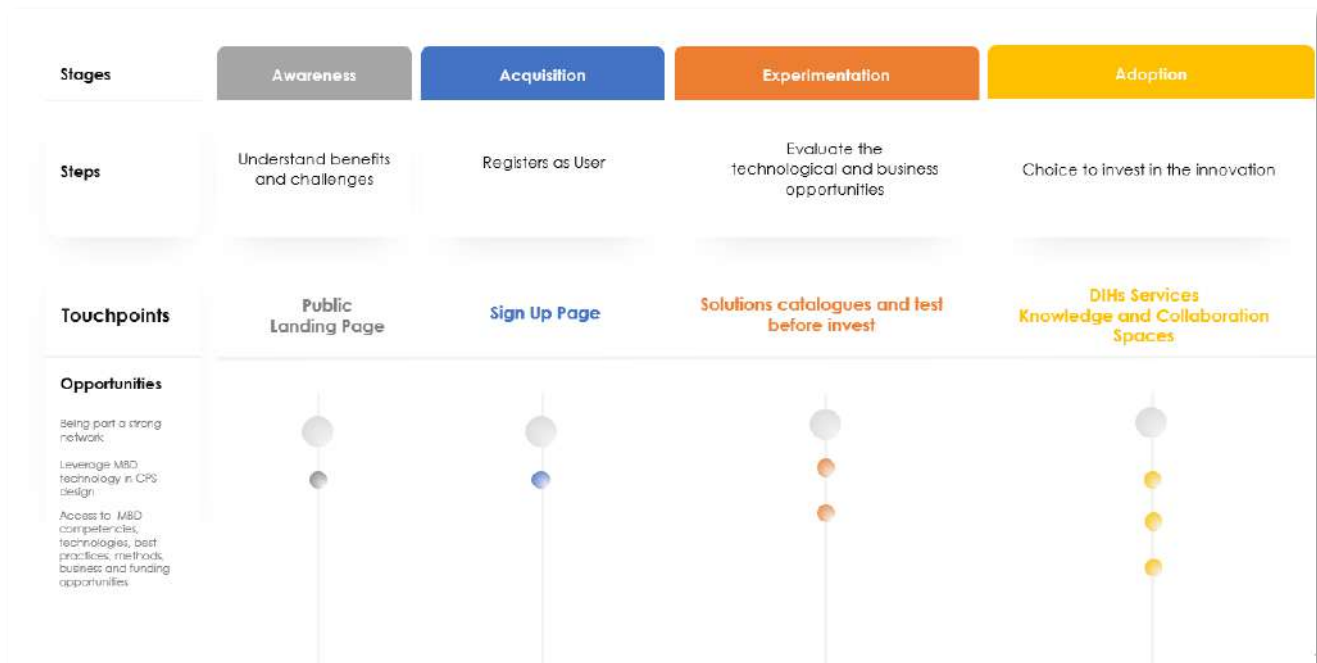 Stages
Awareness
Acquisition
Experimentation
Adoption
Steps
Understand benefits
and challenges
Registers as User
Evaluate the
technological and business
opportunities
Choice to invest in the innovation
Touchpoints
Public
Landing Page
Sign Up Page
Solutions catalogues and test
before invest
DIHs Services
Knowledge and Collaboration
Spaces
Opportunities
Being part a strong
network
Leverage MBD
technology in CPS
design
Access to MBD
competencies,
technologies, best
practices, methods,
business and funding
opportunities